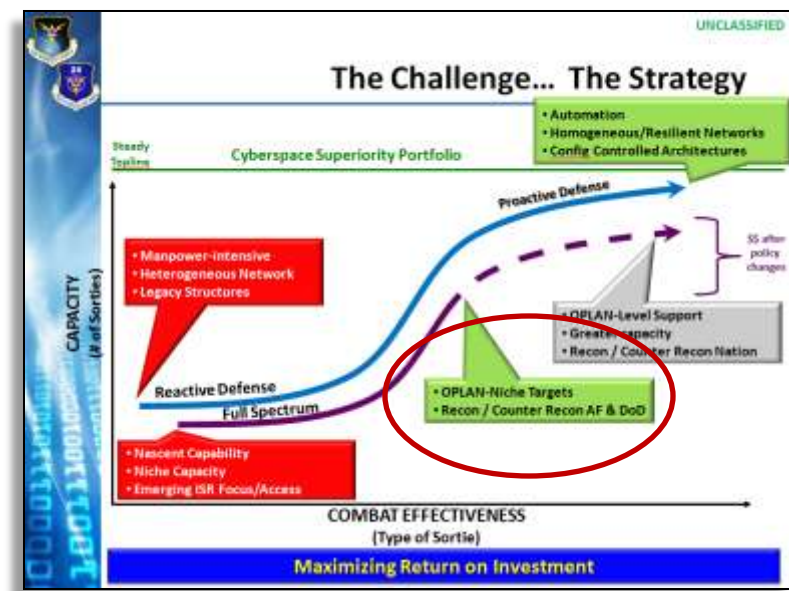 UNCLASSIFIED
The Challenge... The Strategy
• Automation
• Homogeneous/Resilient Networks
• Config Controlled Architectures
Steady
Topline
Cyberspace Superiority Portfolio
Proactive Defense
• Manpower-intensive
• Heterogeneous Network
• Legacy Structures
$$ after
policy
changes
CAPACITY
(# of Sorties)
• OPLAN-Level Support
• Greater capacity
• Recon / Counter Recon Nation
Reactive Defense
Full Spectrum
• OPLAN-Niche Targets
• Recon / Counter Recon AF & DoD
• Nascent Capability
• Niche Capacity
• Emerging ISR Focus/Access
COMBAT EFFECTIVENESS
(Type of Sortie)
Maximizing Return on Investment